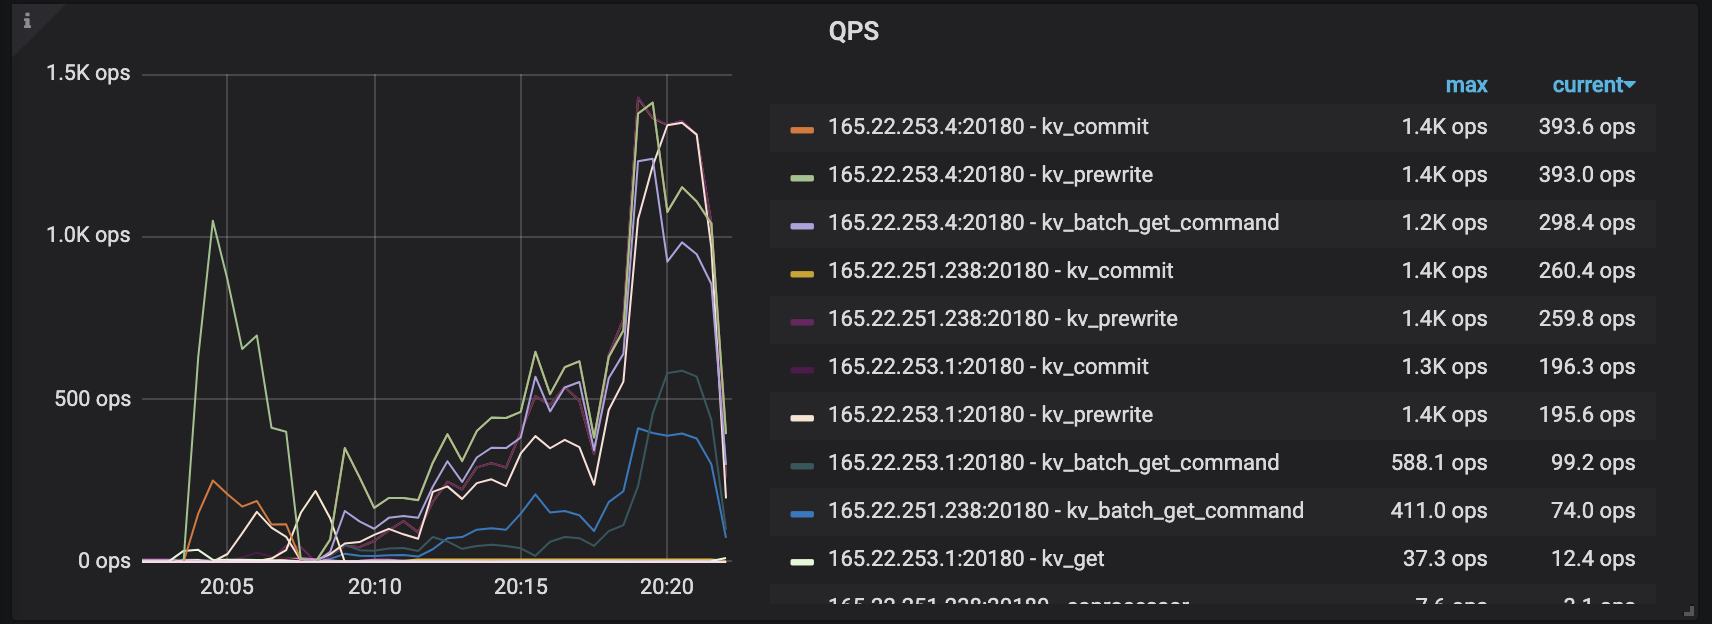 QPS
1.5K ops
1.0K ops
500 ops
0 ops
20:05 20:10 20:15 20:20
max current
165.22.253.4:20180 - kv_commit 1.4K ops 393.6 ops
165.22.253.4:20180 - kv_prewrite 1.4K ops 393.0 ops
165.22.253.4:20180 - kv_batch_get_command 1.2K ops 298.4 ops
165.22.251.238:20180 - kv_commit 1.4K ops 260.4 ops
165.22.251.238:20180 - kv_prewrite 1.4K ops 259.8 ops
165.22.253.1:20180 - kv_commit 1.3K ops 196.3 ops
165.22.253.1:20180 - kv_prewrite 1.4K ops 195.6 ops
165.22.253.1:20180 - kv_batch_get_command 588.1 ops 99.2 ops
165.22.251.238:20180 - kv_batch_get_command 411.0 ops 74.0 ops
165.22.253.1:20180 - kv_get 37.3 ops 12.4 ops